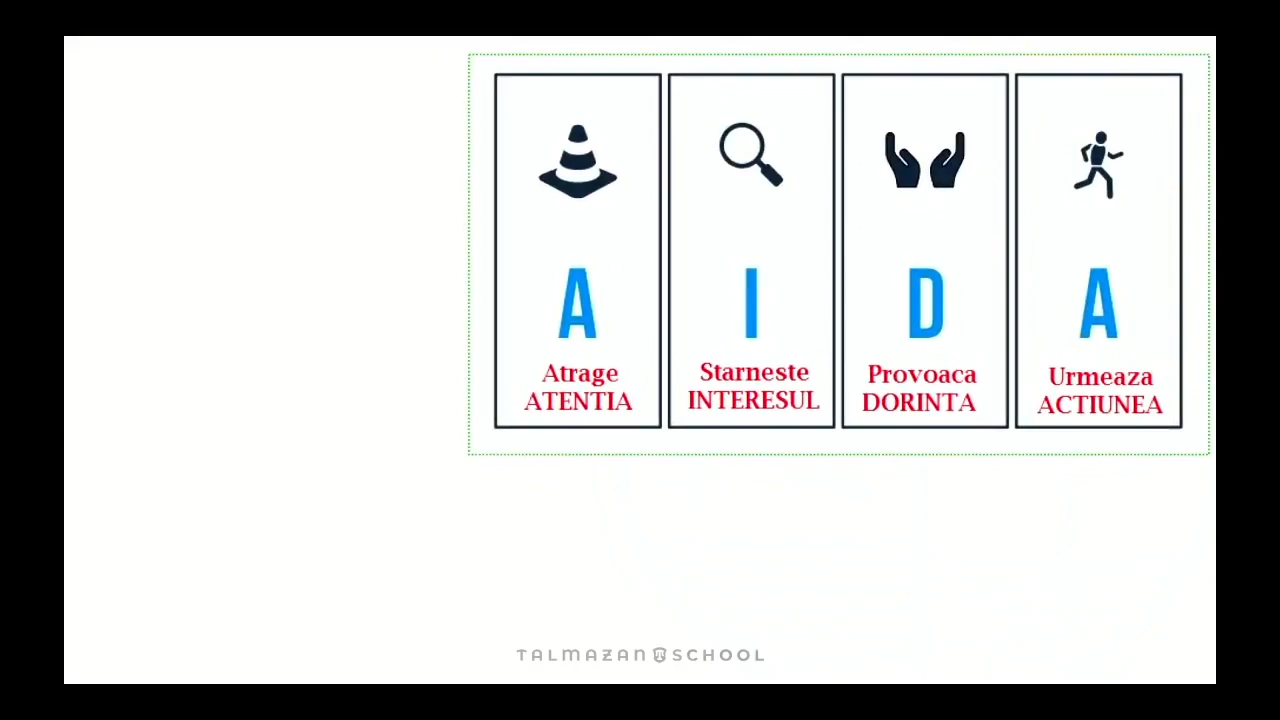 A I D A
Atrage
ATENTIA
Starneste
INTERESUL
Provoaca
DORINTA
Urmeaza
ACTIUNEA
TALMAZAN SCHOOL